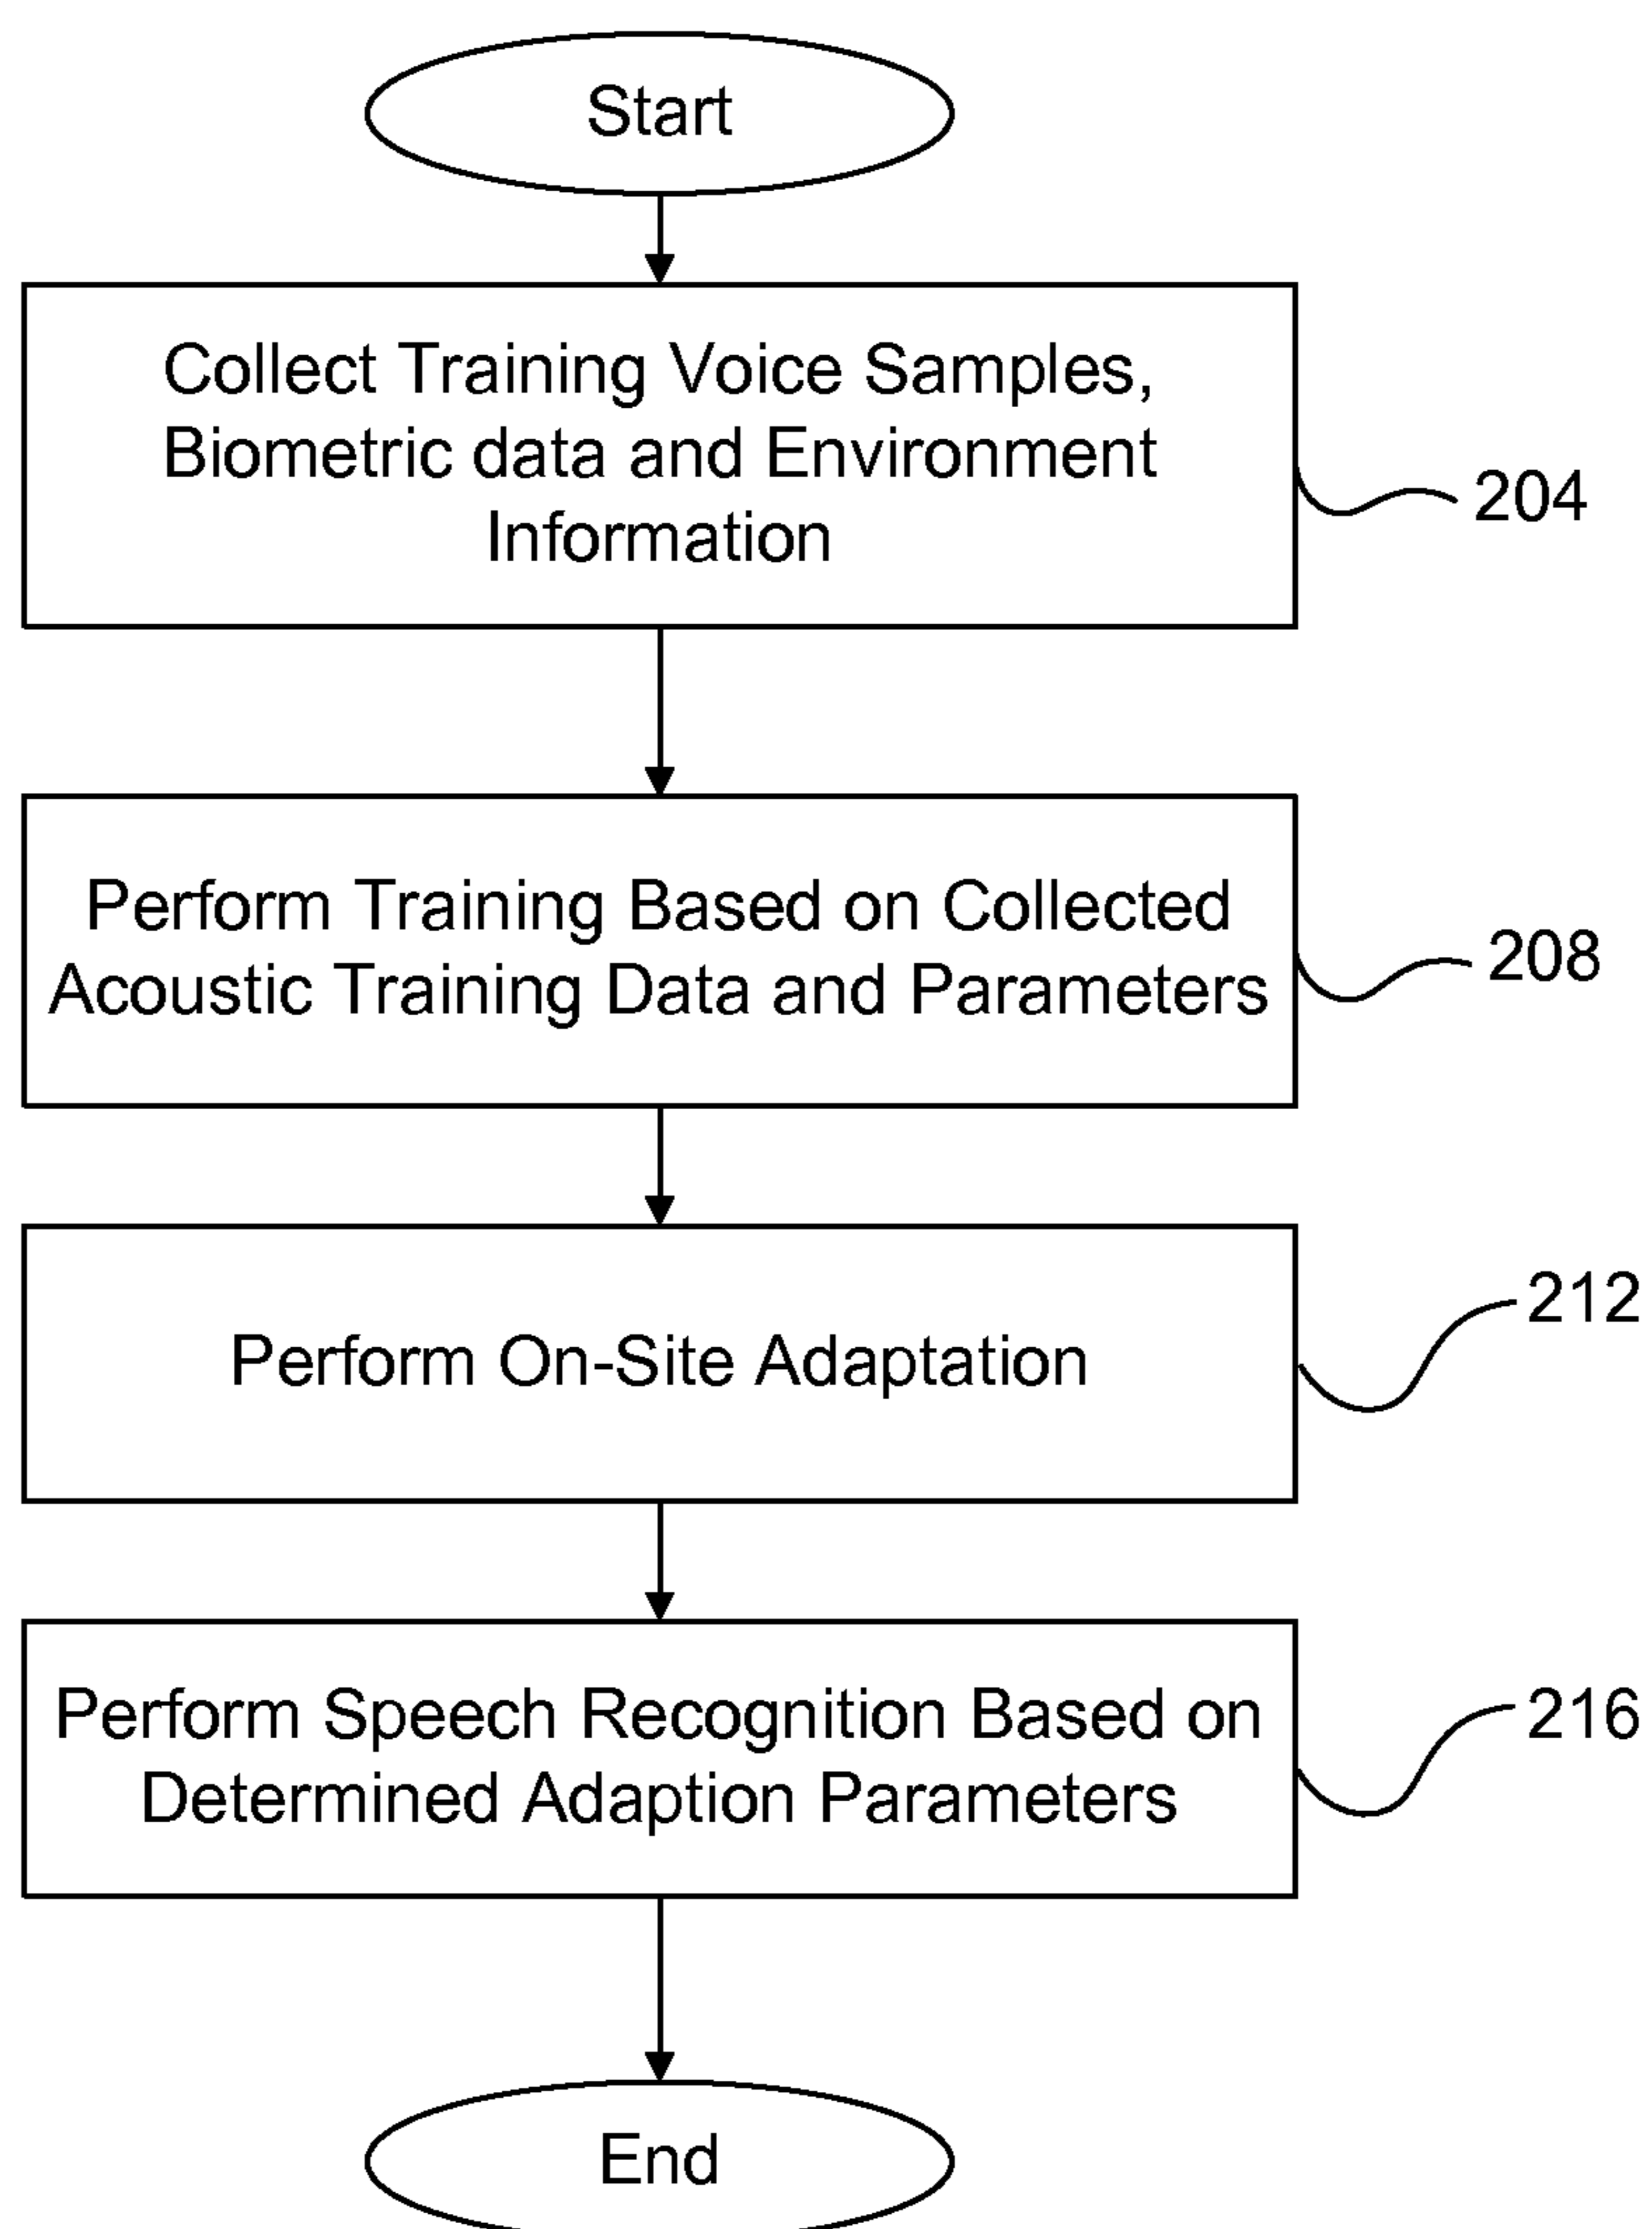 Start
Collect Training Voice Samples,
Biometric data and Environment
Information
204
Perform Training Based on Collected
Acoustic Training Data and Parameters
208
Perform On-Site Adaptation
212
Perform Speech Recognition Based on
Determined Adaption Parameters
216
End